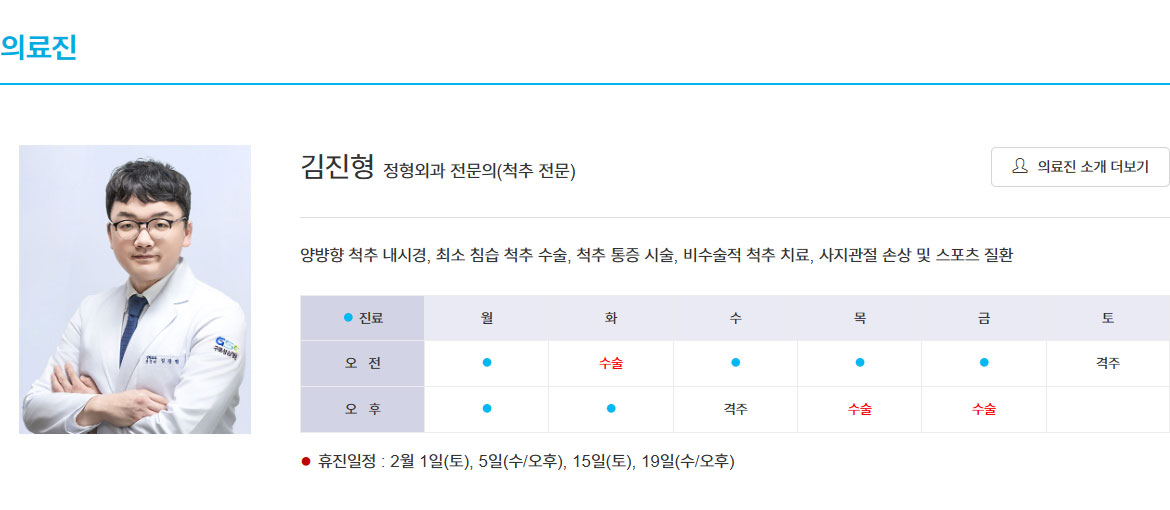 의료진
김진형 정형외과 전문의(척추 전문)
의료진 소개 더보기
양방향 척추 내시경, 최소 침습 척추 수술, 척추 통증 시술, 비수술적 척추 치료, 사지관절 손상 및 스포츠 질환
● 진료 월 화 수 목 금 토
오 전 ● 수술 ● ● ● 격주
오 후 ● ● 격주 수술 수술
● 휴진일정 : 2월 1일(토), 5일(수/오후), 15일(토), 19일(수/오후)